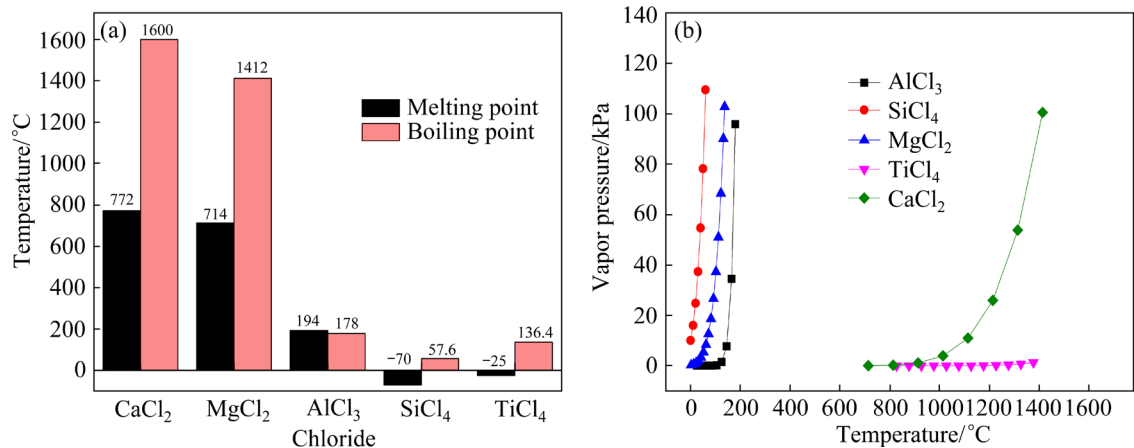 (a)
1600
1400
1200
1000
800
600
400
200
0
Temperature/°C
772
1600
714
1412
194
178
−70
57.6
−25
136.4
Melting point
Boiling point
CaCl₂
MgCl₂
AlCl₃
SiCl₄
TiCl₄
Chloride
(b)
140
120
100
80
60
40
20
0
Vapor pressure/kPa
AlCl₃
SiCl₄
MgCl₂
TiCl₄
CaCl₂
0 200 400 600 800 1000 1200 1400 1600
Temperature/°C